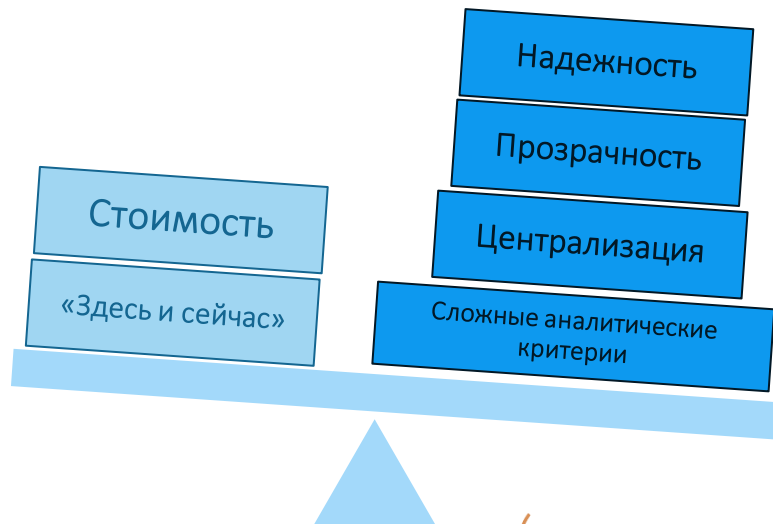 Стоимость
«Здесь и сейчас»
Надежность
Прозрачность
Централизация
Сложные аналитические
критерии